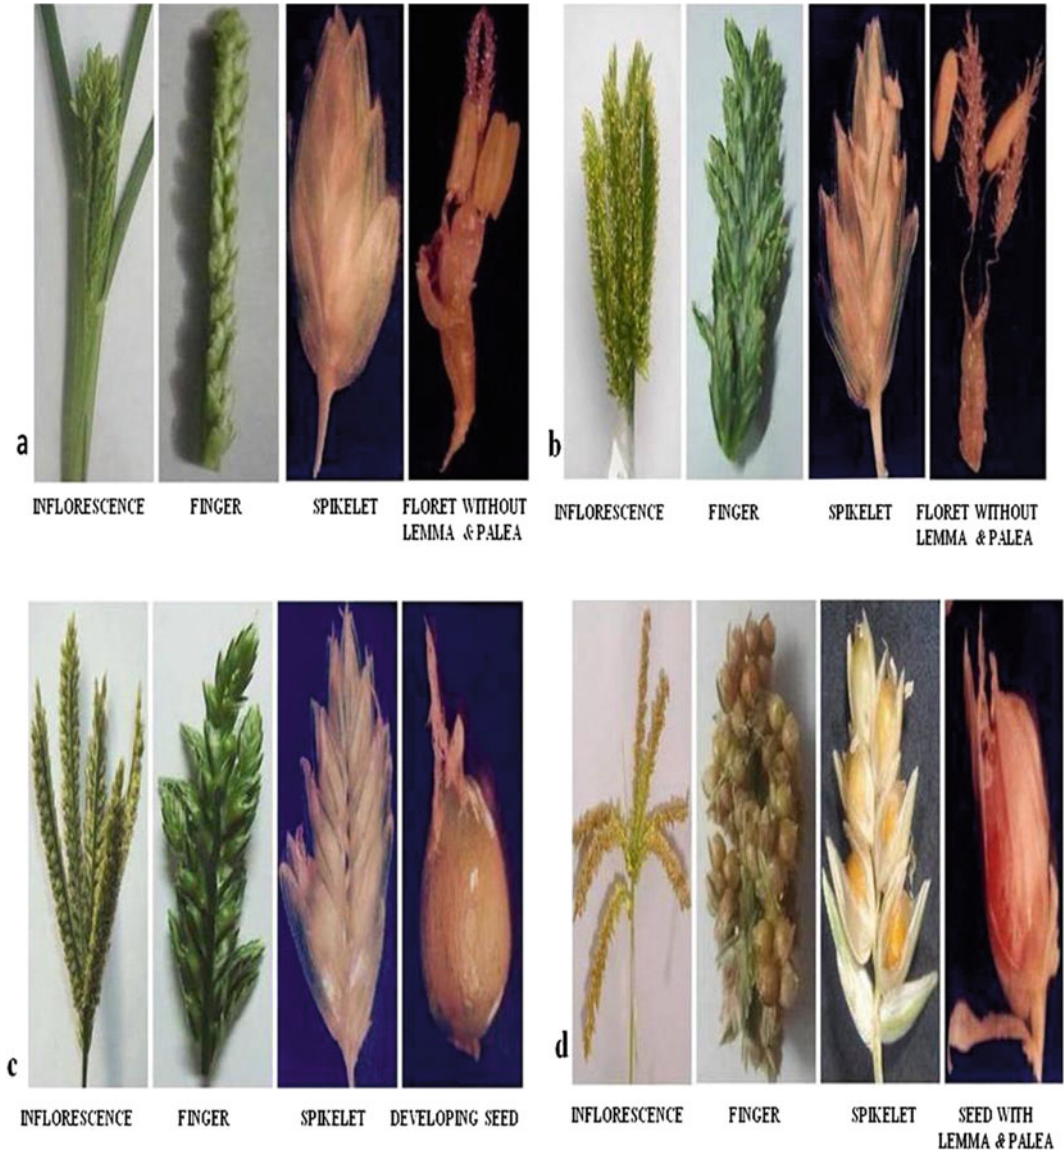 a
b
INFLORESCENCE
FINGER
SPIKELET
FLORET WITHOUT
LEMMA & PALEA
INFLORESCENCE
FINGER
SPIKELET
FLORET WITHOUT
LEMMA & PALEA
c
d
INFLORESCENCE
FINGER
SPIKELET
DEVELOPING SEED
INFLORESCENCE
FINGER
SPIKELET
SEED WITH
LEMMA & PALEA